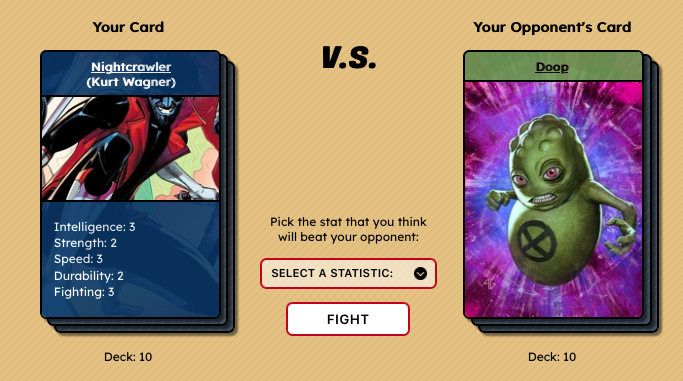 Your Card
Nightcrawler
(Kurt Wagner)
Intelligence: 3
Strength: 2
Speed: 3
Durability: 2
Fighting: 3
Deck: 10
V.S.
Pick the stat that you think
will beat your opponent:
SELECT A STATISTIC:
FIGHT
Your Opponent's Card
Doop
Deck: 10